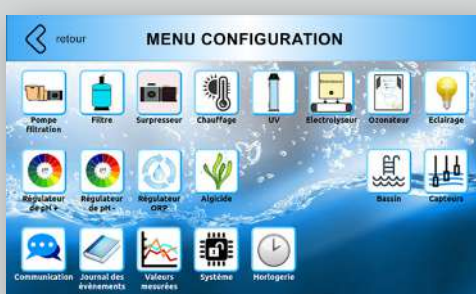 retour
MENU CONFIGURATION
Pompe
filtration
Filtre
Surpresseur
Chauffage
UV
Electrolyseur
Ozonateur
Eclairage
Régulateur
de pH +
Régulateur
de pH -
Régulateur
ORP
Algicide
Bassin
Capteurs
Communication
Journal des
évènements
Valeurs
mesurées
Système
Horlogerie